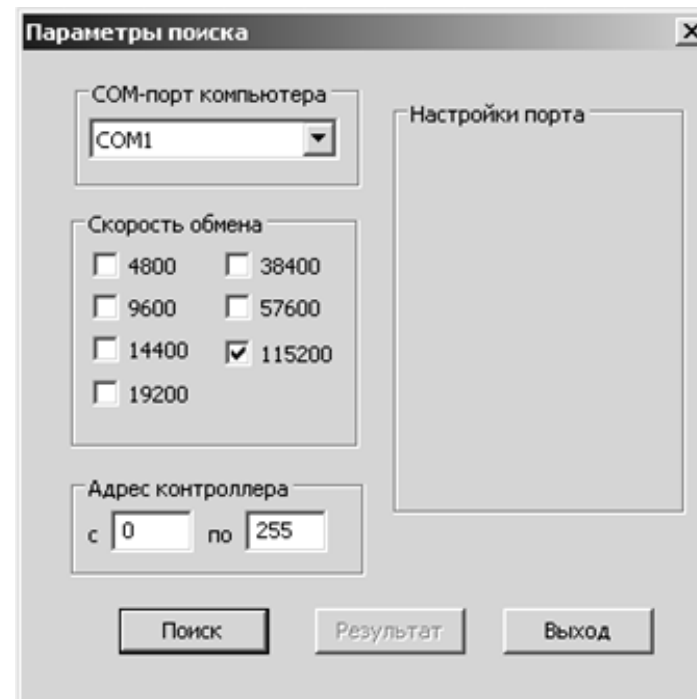 Параметры поиска
COM-порт компьютера
COM1
Настройки порта
Скорость обмена
4800 38400
9600 57600
14400 115200
19200
Адрес контроллера
с 0 по 255
Поиск Результат Выход